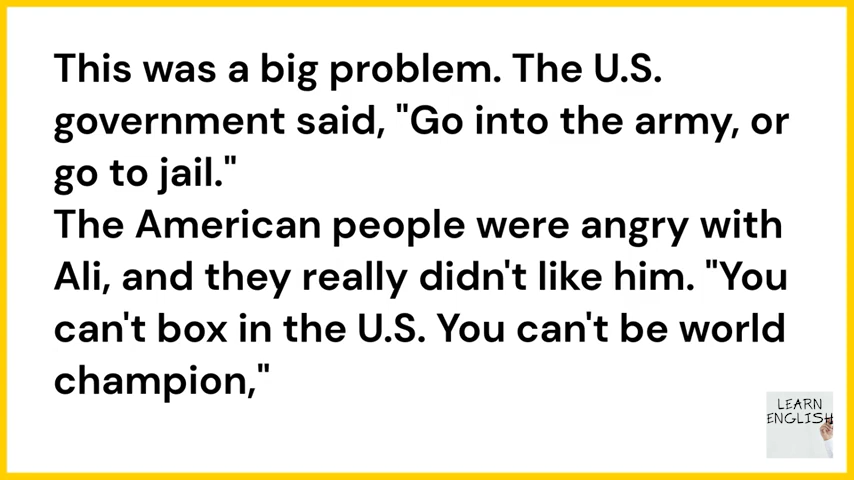 This was a big problem. The U.S.
government said, "Go into the army, or
go to jail."
The American people were angry with
Ali, and they really didn't like him. "You
can't box in the U.S. You can't be world
champion,"
LEARN
ENGLISH